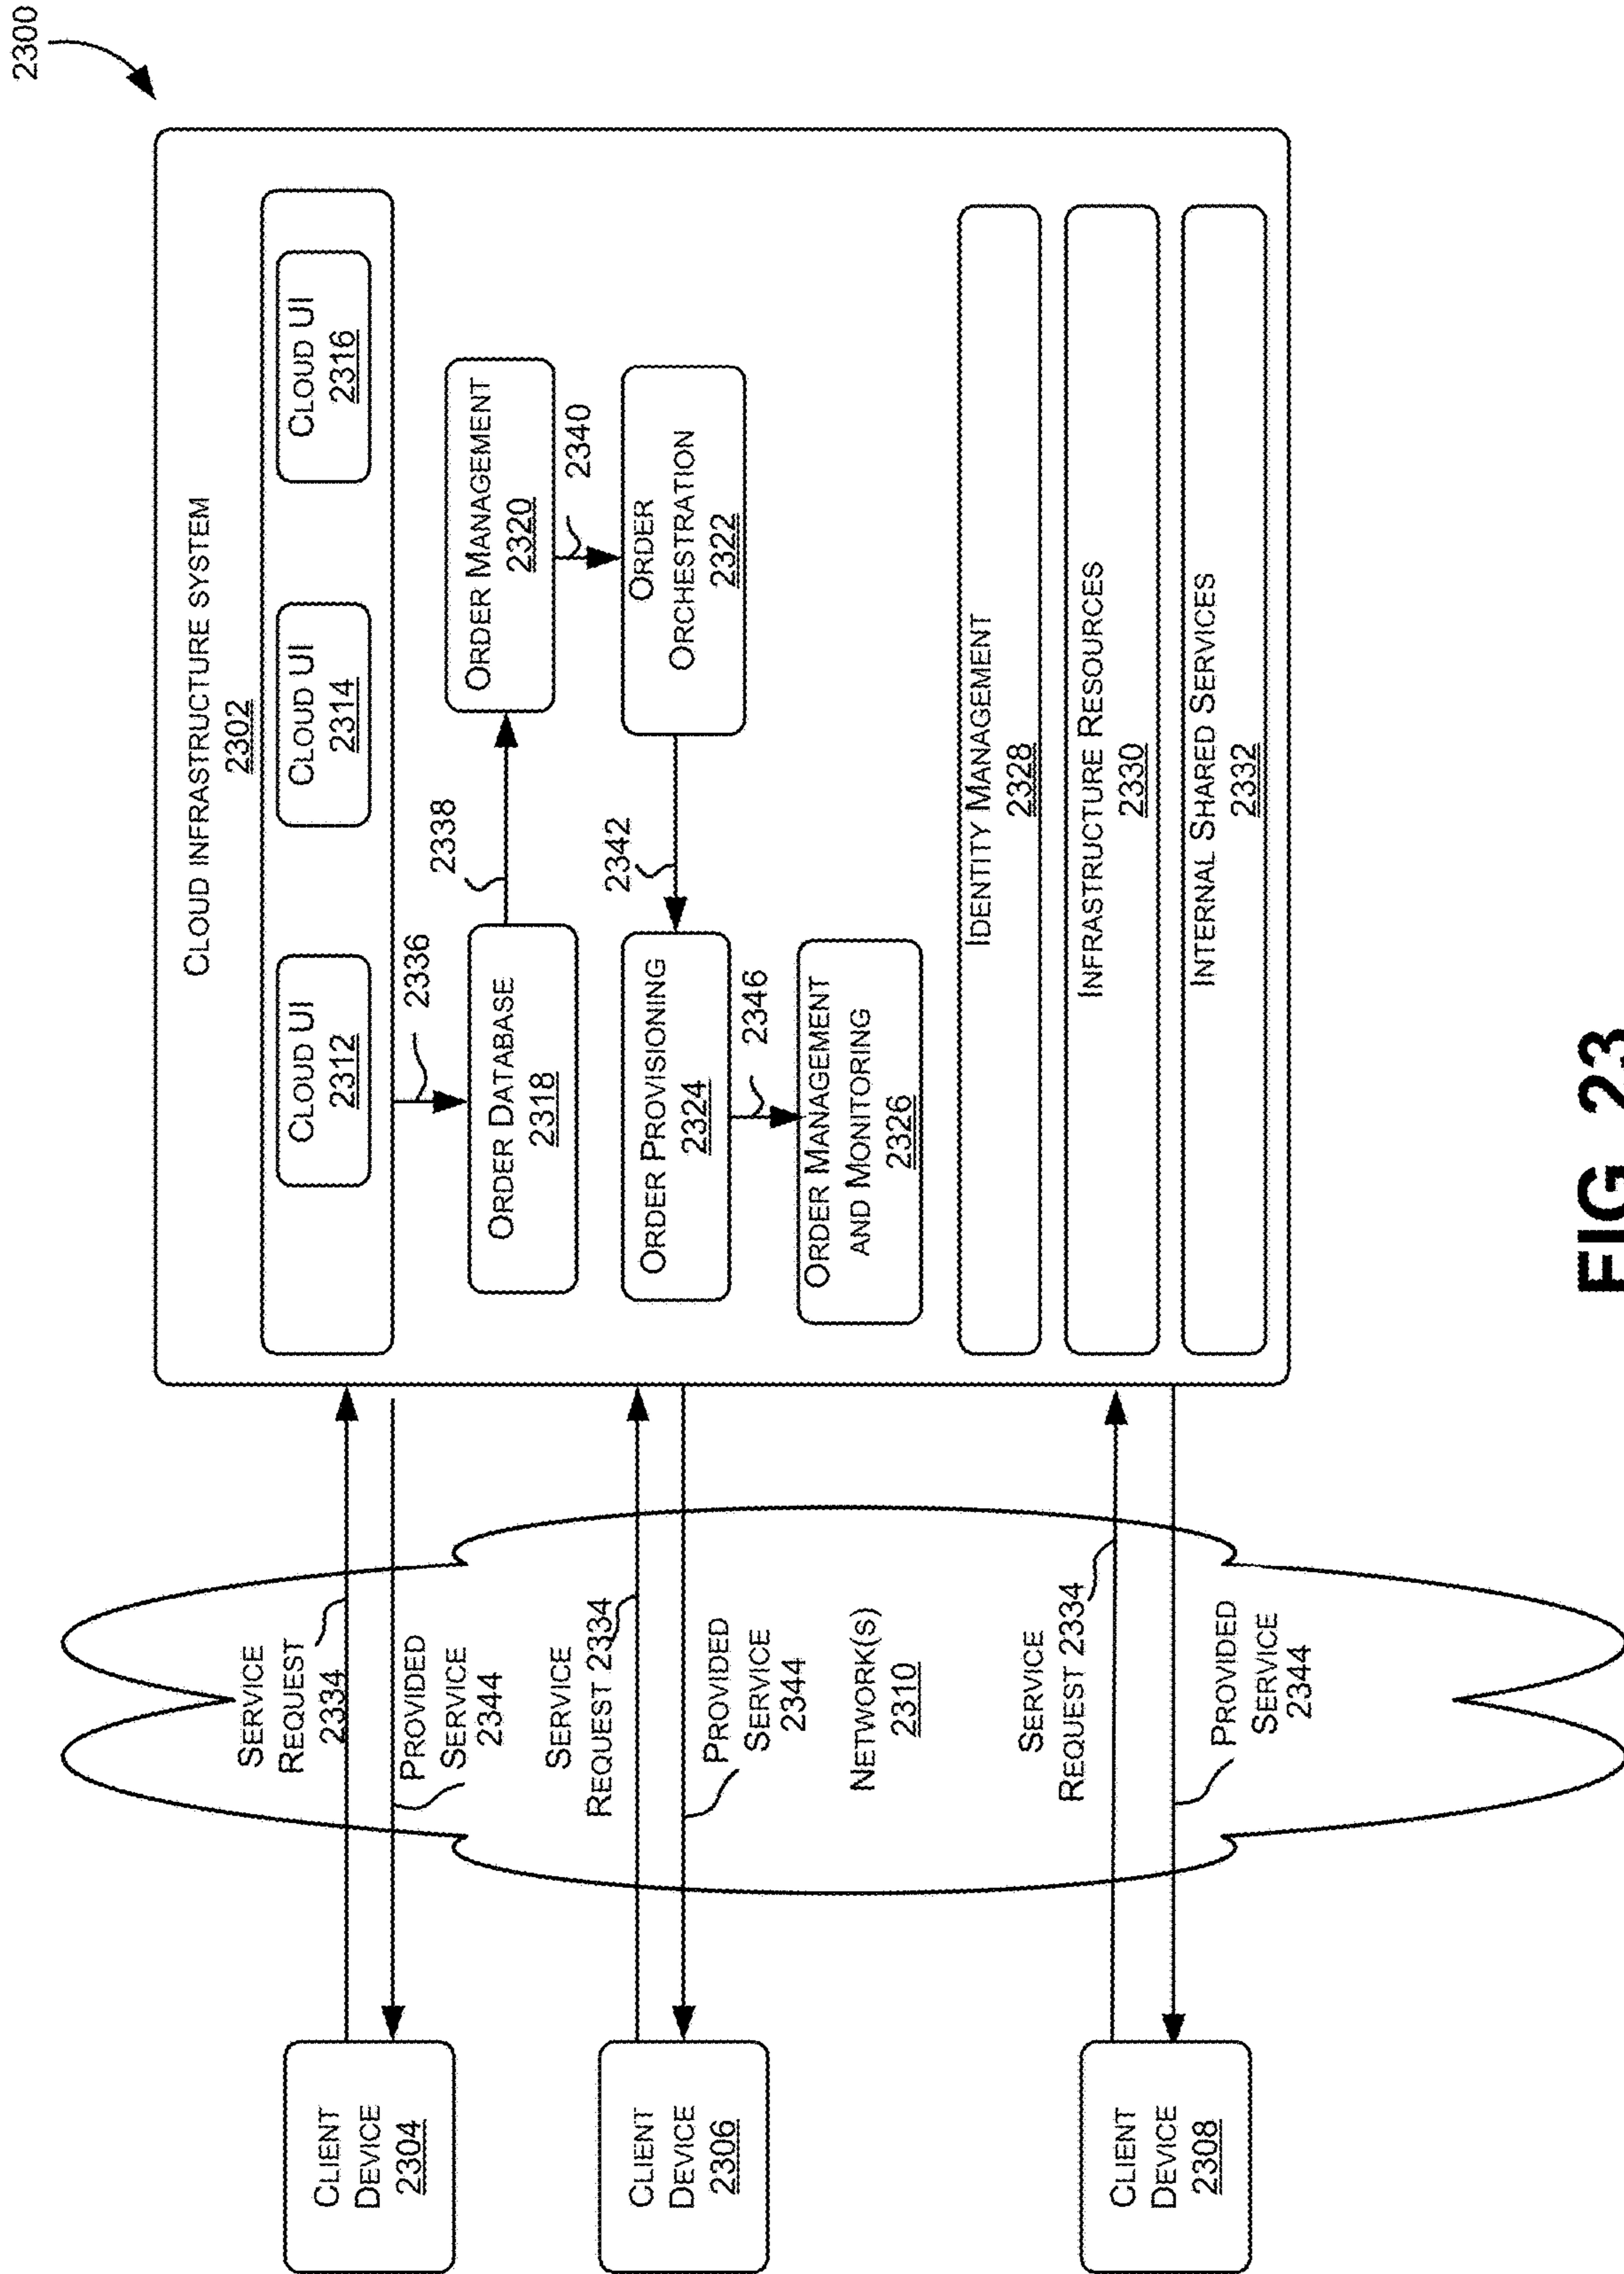 2300
CLOUD INFRASTRUCTURE SYSTEM
2302
CLOUD UI
2312
CLOUD UI
2314
CLOUD UI
2316
2336
ORDER DATABASE
2318
2338
ORDER MANAGEMENT
2320
2340
ORDER
ORCHESTRATION
2322
2342
ORDER PROVISIONING
2324
2346
ORDER MANAGEMENT
AND MONITORING
2326
IDENTITY MANAGEMENT
2328
INFRASTRUCTURE RESOURCES
2330
INTERNAL SHARED SERVICES
2332
SERVICE
REQUEST
2334
PROVIDED
SERVICE
2344
SERVICE
REQUEST 2334
PROVIDED
SERVICE
2344
NETWORK(S)
2310
SERVICE
REQUEST 2334
PROVIDED
SERVICE
2344
CLIENT
DEVICE
2304
CLIENT
DEVICE
2306
CLIENT
DEVICE
2308
FIG. 23